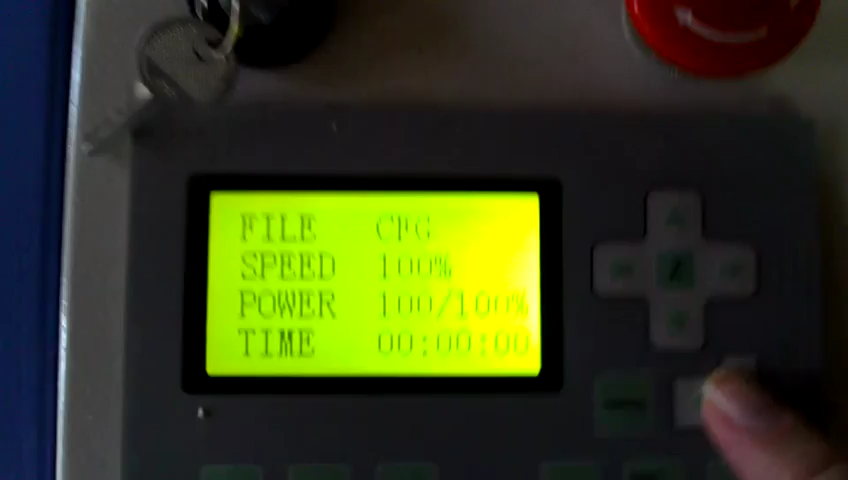 FILE CFG
SPEED 100%
POWER 100/100%
TIME 00:00:00
Z